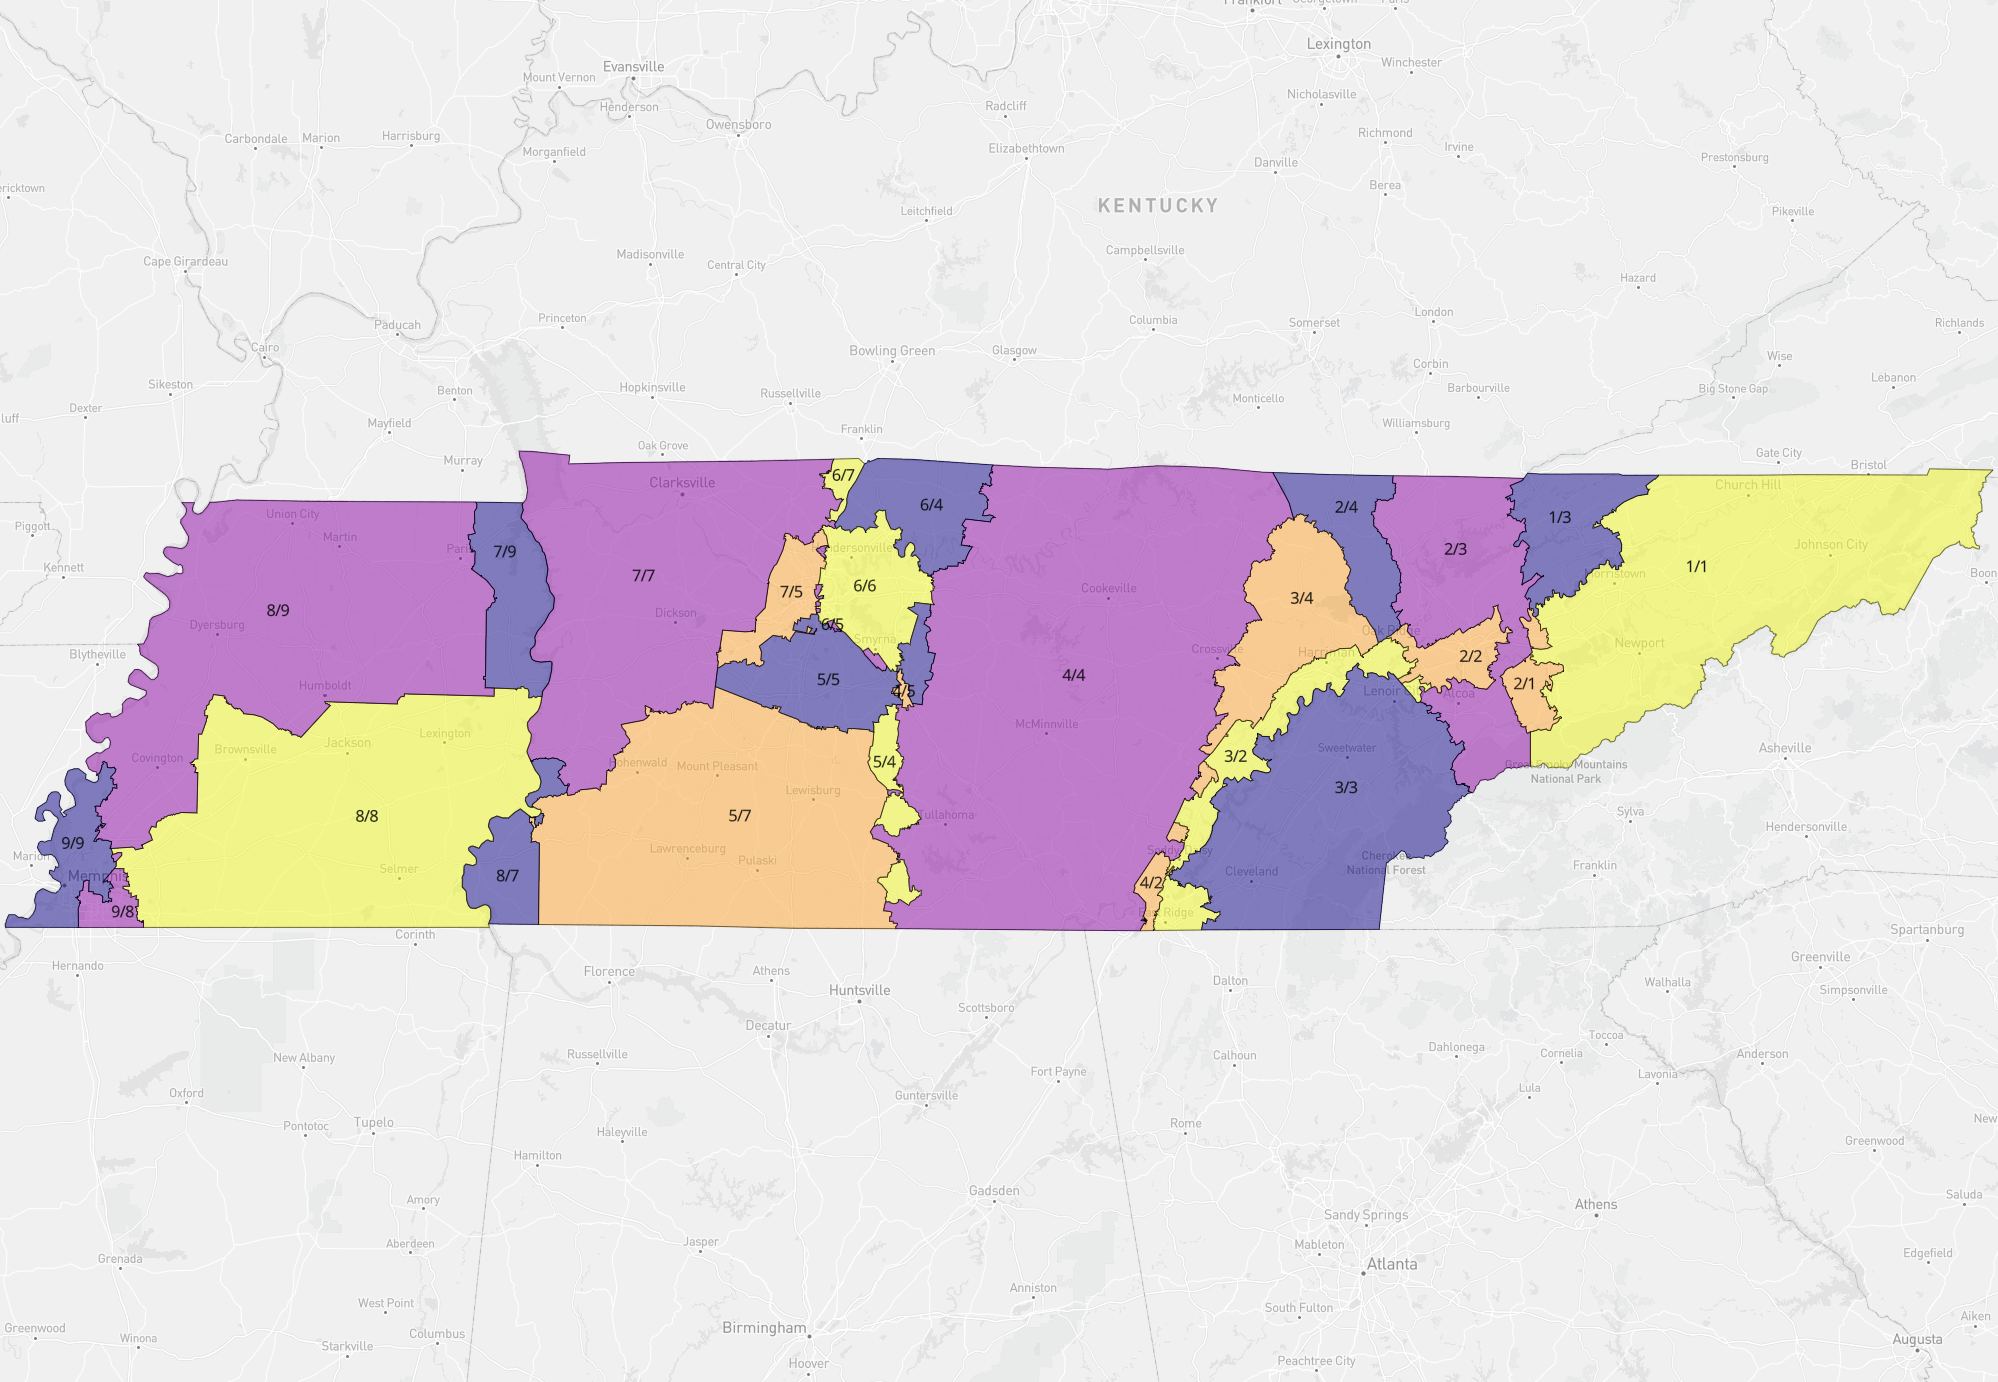 Frankfort
Georgetown
Paris
Lexington
Evansville
Mount Vernon
Winchester
Henderson
Nicholasville
Radcliff
Owensboro
Carbondale
Marion
Harrisburg
Richmond
Elizabethtown
Irvine
Morganfield
Danville
Prestonsburg
ericktown
Berea
KENTUCKY
Leitchfield
Pikeville
Madisonville
Campbellsville
Cape Girardeau
Central City
Hazard
Princeton
Columbia
Somerset
London
Paducah
Richlands
Cairo
Bowling Green
Glasgow
Wise
Corbin
Sikeston
Benton
Hopkinsville
Russellville
Barbourville
Big Stone Gap
Lebanon
Monticello
Dexter
luff
Mayfield
Franklin
Williamsburg
Oak Grove
Murray
Gate City
Bristol
6/7
Clarksville
Church Hill
6/4
2/4
1/3
Union City
Piggott
Martin
Paris
7/9
2/3
Johnson City
Kennett
7/7
1/1
Morristown
Boon
7/5
6/6
Cookeville
3/4
8/9
Dickson
Dyersburg
6/5
Oak Ridge
Smyrna
Newport
Blytheville
Crossville
Harriman
2/2
4/4
5/5
2/1
Humboldt
4/5
Lenoir C
Alcoa
McMinnville
Brownsville
Jackson
Lexington
Sweetwater
Asheville
Covington
5/4
3/2
Hohenwald
Mount Pleasant
Great Smoky Mountains
National Park
3/3
Lewisburg
8/8
5/7
Tullahoma
Sylva
Hendersonville
9/9
Lawrenceburg
Soddy-Daisy
Marion
Pulaski
Cherokee
National Forest
Memphis
Selmer
8/7
4/2
Cleveland
Franklin
9/8
East Ridge
Corinth
Spartanburg
Hernando
Florence
Athens
Greenville
Dalton
Walhalla
Huntsville
Simpsonville
Scottsboro
Decatur
Toccoa
New Albany
Russellville
Calhoun
Dahlonega
Cornelia
Anderson
Fort Payne
Lavonia
Oxford
Guntersville
Lula
Pontotoc
Tupelo
Haleyville
Rome
New
Greenwood
Hamilton
Amory
Gadsden
Saluda
Athens
Sandy Springs
Aberdeen
Jasper
Mableton
Grenada
Edgefield
Atlanta
Anniston
West Point
South Fulton
Aiken
Greenwood
Winona
Columbus
Birmingham
Starkville
Augusta
Hoover
Peachtree City